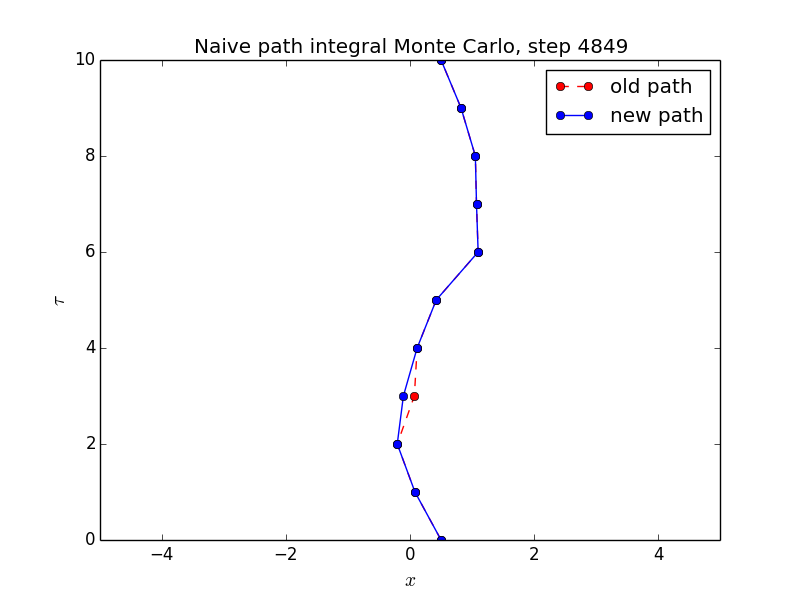 Naive path integral Monte Carlo, step 4849
10
8
6
4
2
0
τ
old path
new path
−4 −2 0 2 4
x